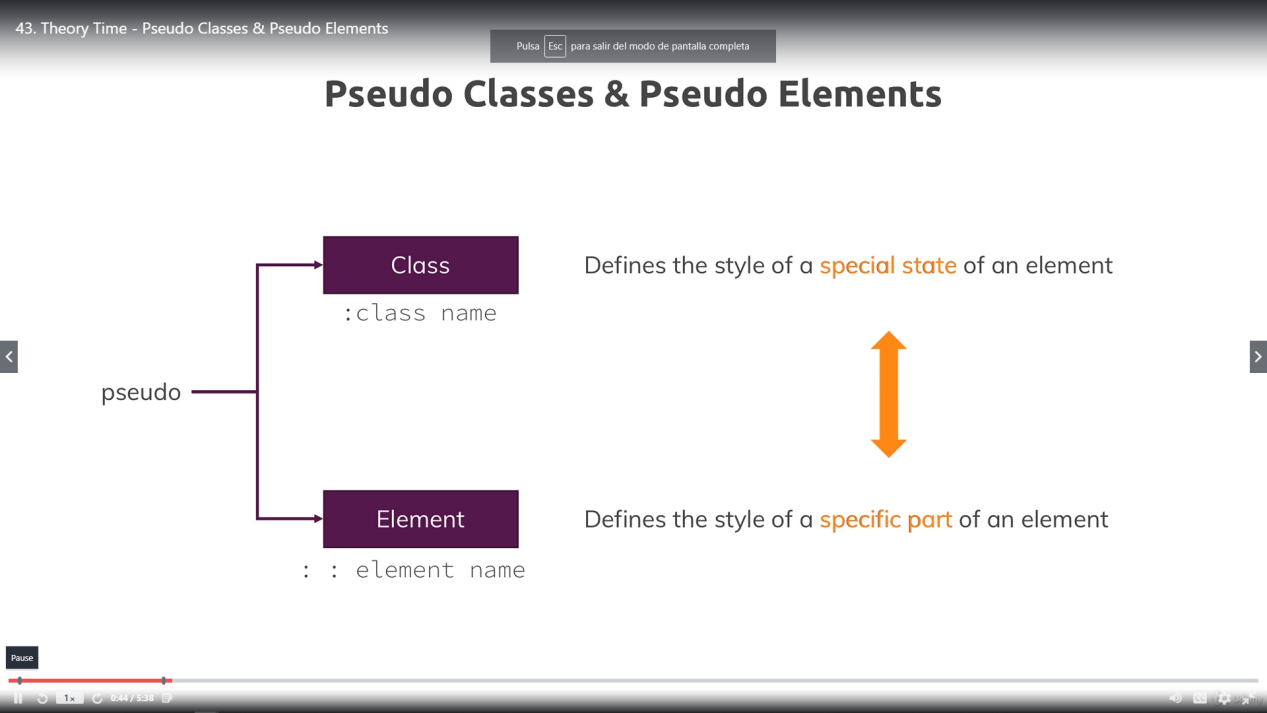 43. Theory Time - Pseudo Classes & Pseudo Elements
Pulsa Esc para salir del modo de pantalla completa
Pseudo Classes & Pseudo Elements
Class
Defines the style of a special state of an element
:class name
pseudo
Element
Defines the style of a specific part of an element
: : element name
Pause
1x
0:44 / 5:38
CC